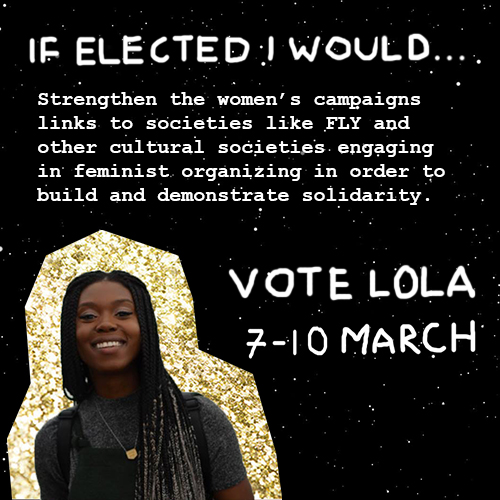 IF ELECTED I WOULD...
Strengthen the women's campaigns
links to societies like FLY and
other cultural societies engaging
in feminist organizing in order to
build and demonstrate solidarity.
VOTE LOLA
7-10 MARCH